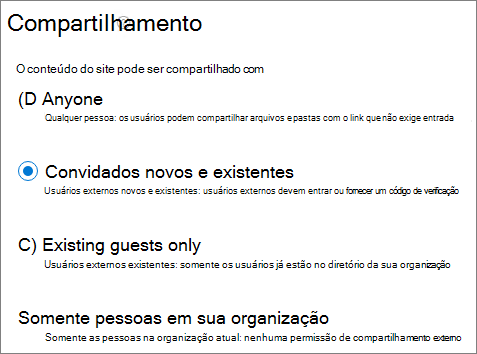 Compartilhamento
O conteúdo do site pode ser compartilhado com
(D Anyone
Qualquer pessoa: os usuários podem compartilhar arquivos e pastas com o link que não exige entrada
Convidados novos e existentes
Usuários externos novos e existentes: usuários externos devem entrar ou fornecer um código de verificação
C) Existing guests only
Usuários externos existentes: somente os usuários já estão no diretório da sua organização
Somente pessoas em sua organização
Somente as pessoas na organização atual: nenhuma permissão de compartilhamento externo